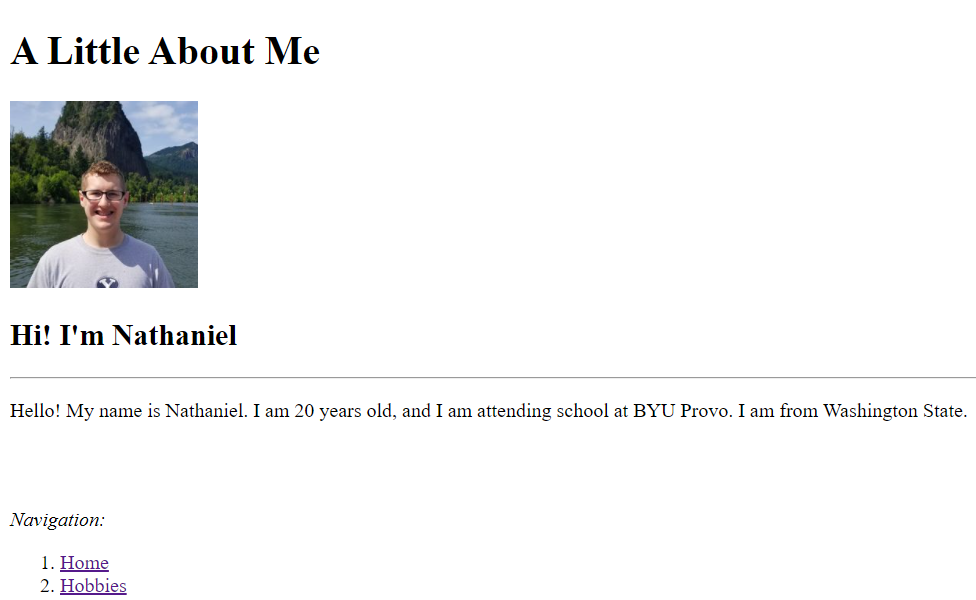 A Little About Me
Hi! I'm Nathaniel
Hello! My name is Nathaniel. I am 20 years old, and I am attending school at BYU Provo. I am from Washington State.
Navigation:
1. Home
2. Hobbies